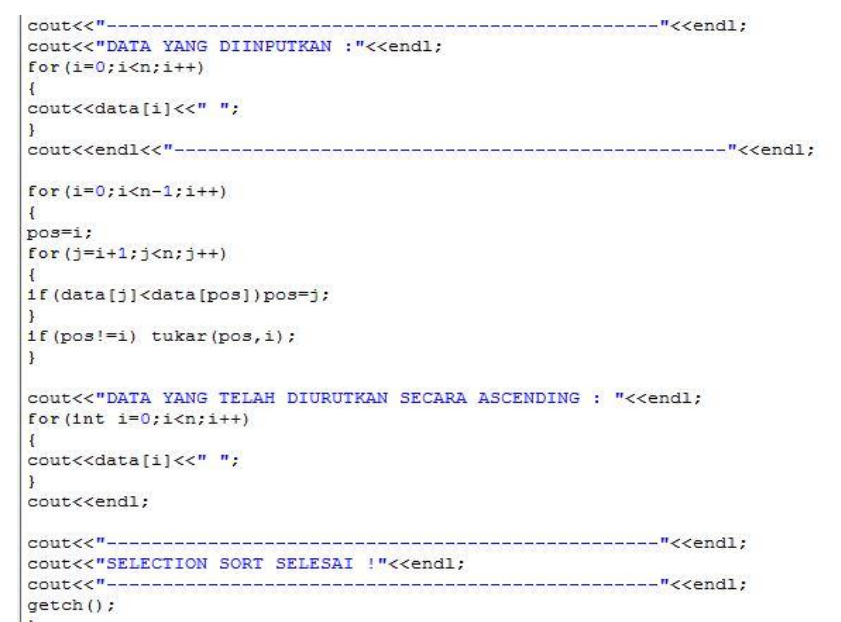 cout<<"--------------------------------------------------"<<endl;
cout<<"DATA YANG DIINPUTKAN :"<<endl;
for(i=0;i<n;i++)
{
cout<<data[i]<<" ";
}
cout<<endl<<"--------------------------------------------------"<<endl;
for(i=0;i<n-1;i++)
{
pos=i;
for(j=i+1;j<n;j++)
{
if(data[j]<data[pos])pos=j;
}
if(pos!=i) tukar(pos,i);
}
cout<<"DATA YANG TELAH DIURUTKAN SECARA ASCENDING : "<<endl;
for(int i=0;i<n;i++)
{
cout<<data[i]<<" ";
}
cout<<endl;
cout<<"--------------------------------------------------"<<endl;
cout<<"SELECTION SORT SELESAI !"<<endl;
cout<<"--------------------------------------------------"<<endl;
getch();